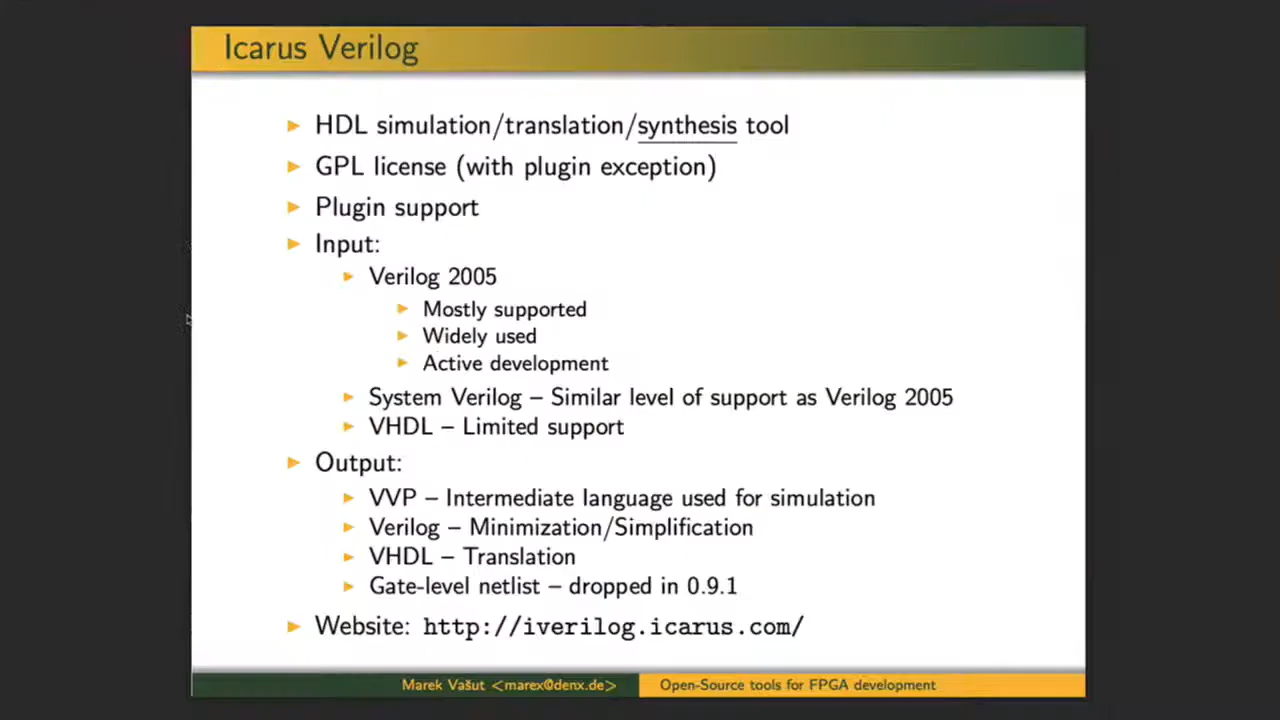 Icarus Verilog
HDL simulation/translation/synthesis tool
GPL license (with plugin exception)
Plugin support
Input:
Verilog 2005
Mostly supported
Widely used
Active development
System Verilog – Similar level of support as Verilog 2005
VHDL – Limited support
Output:
VVP – Intermediate language used for simulation
Verilog – Minimization/Simplification
VHDL – Translation
Gate-level netlist – dropped in 0.9.1
Website: http://iverilog.icarus.com/
Marek Vašut <marex@denx.de> Open-Source tools for FPGA development